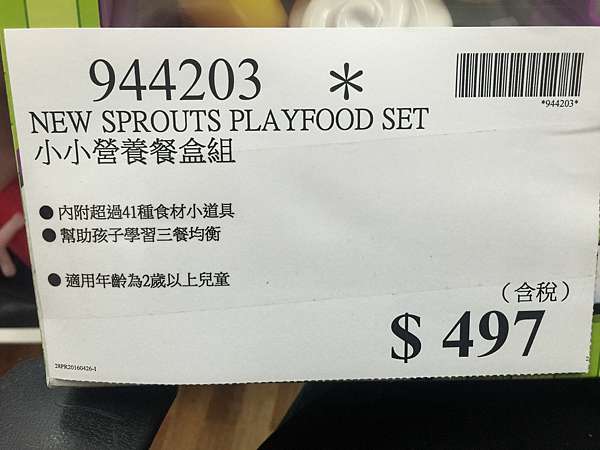 944203 *
*944203*
NEW SPROUTS PLAYFOOD SET
小小營養餐盒組
●內附超過41種食材小道具
●幫助孩子學習三餐均衡
●適用年齡為2歲以上兒童
（含稅）
$ 497
28PR20160426-1